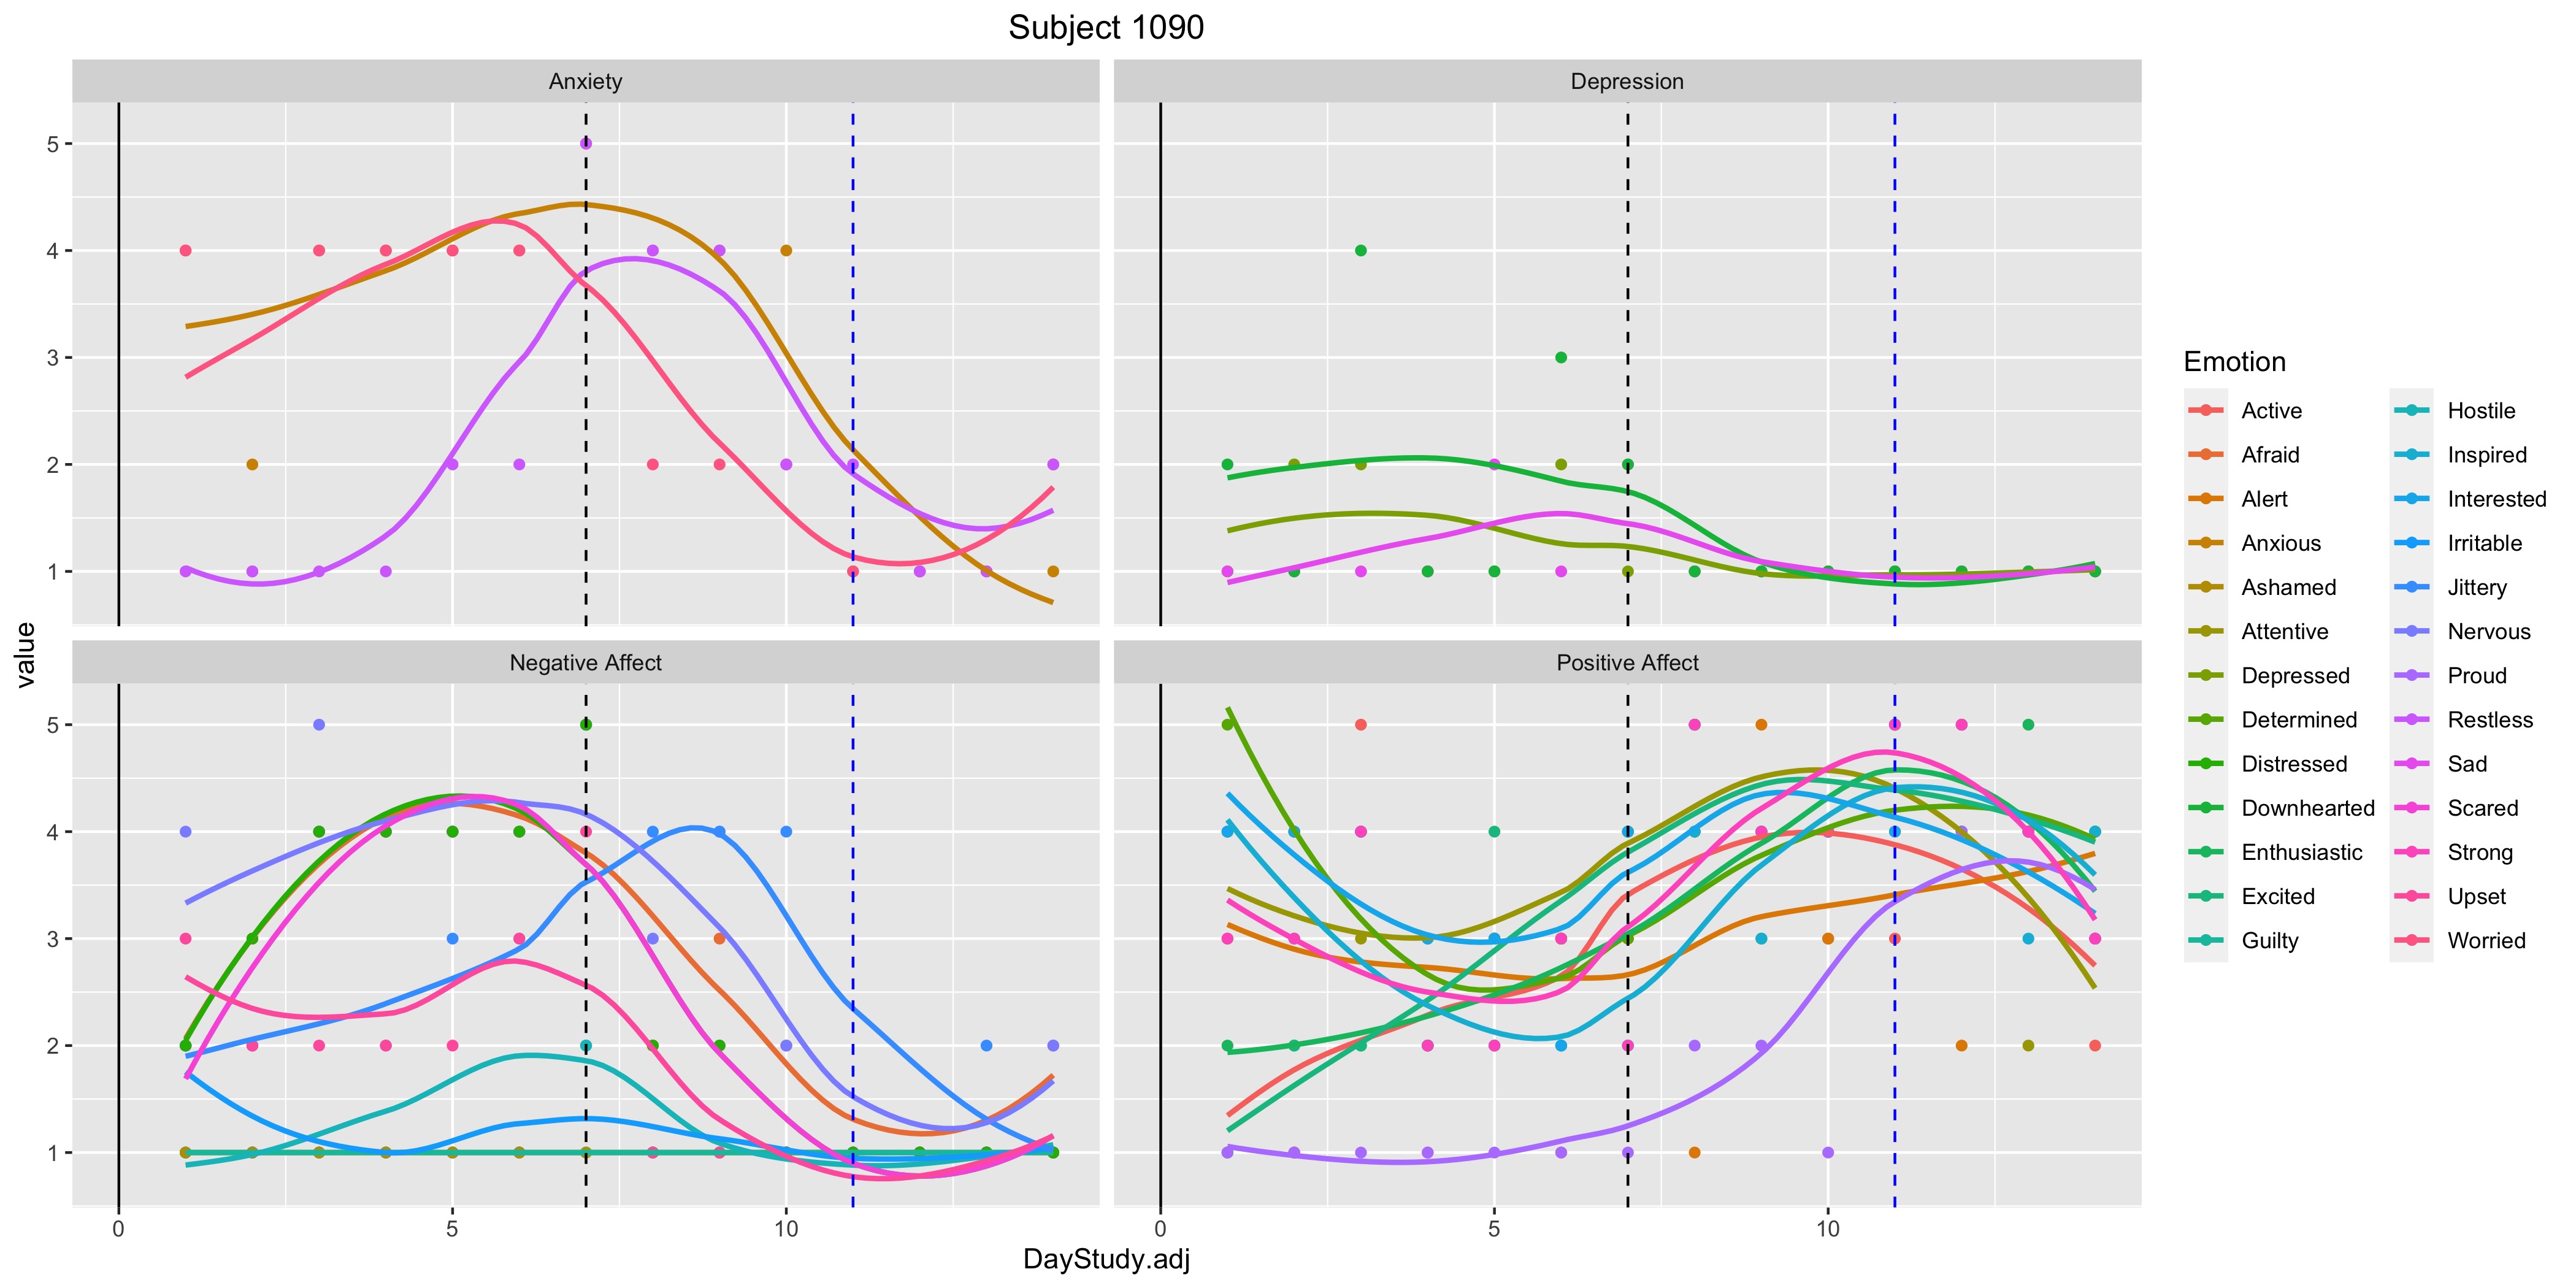 Subject 1090
Anxiety
Depression
5
4
3
2
1
Negative Affect
Positive Affect
5
4
3
2
1
0
5
10
0
5
10
value
DayStudy.adj
Emotion
Active
Afraid
Alert
Anxious
Ashamed
Attentive
Depressed
Determined
Distressed
Downhearted
Enthusiastic
Excited
Guilty
Hostile
Inspired
Interested
Irritable
Jittery
Nervous
Proud
Restless
Sad
Scared
Strong
Upset
Worried